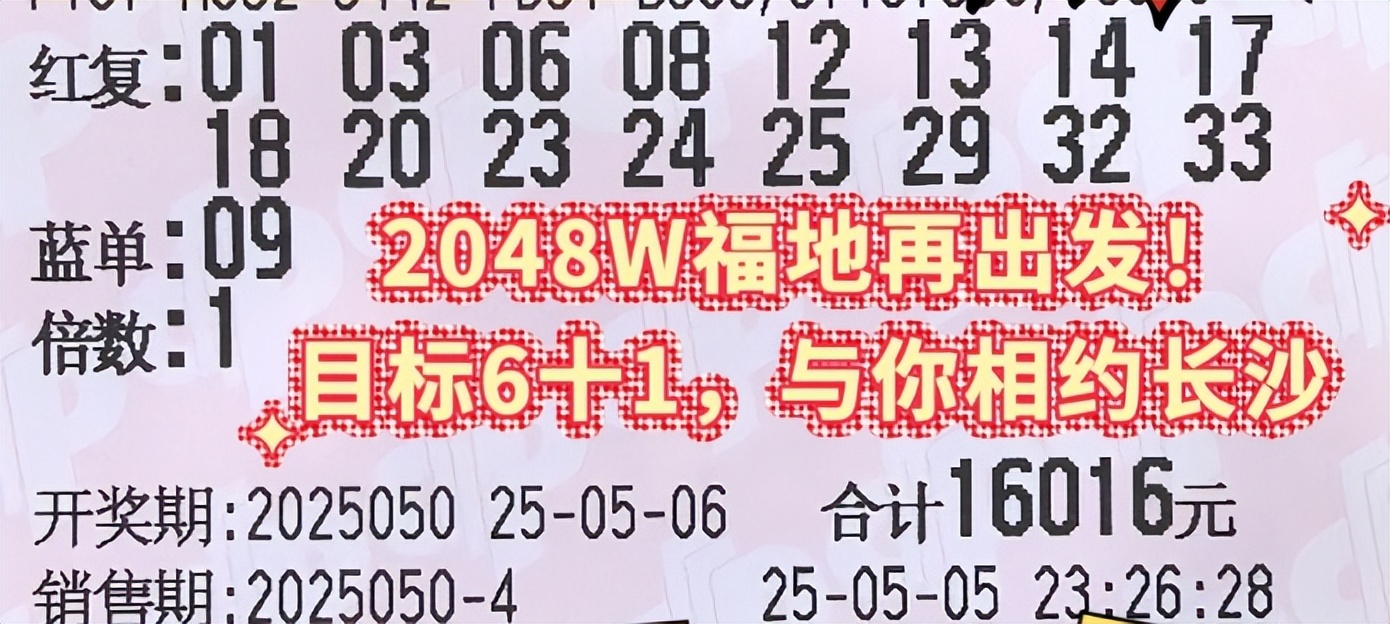 红复:01 03 06 08 12 13 14 17
18 20 23 24 25 29 32 33
蓝单:09
2048W福地再出发!
倍数:1
目标6十1，与你相约长沙
开奖期:2025050 25-05-06 合计16016元
销售期:2025050-4 25-05-05 23:26:28